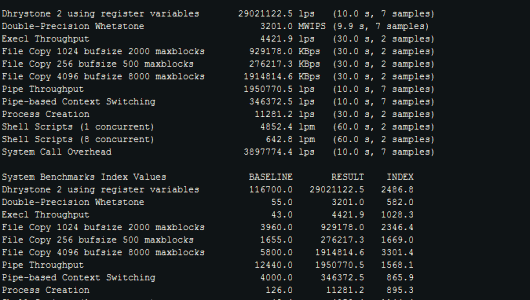 Dhrystone 2 using register variables 29021122.5 lps (10.0 s, 7 samples)
Double-Precision Whetstone 3201.0 MWIPS (9.9 s, 7 samples)
Execl Throughput 4421.9 lps (30.0 s, 2 samples)
File Copy 1024 bufsize 2000 maxblocks 929178.0 KBps (30.0 s, 2 samples)
File Copy 256 bufsize 500 maxblocks 276217.3 KBps (30.0 s, 2 samples)
File Copy 4096 bufsize 8000 maxblocks 1914814.6 KBps (30.0 s, 2 samples)
Pipe Throughput 1950770.5 lps (10.0 s, 7 samples)
Pipe-based Context Switching 346372.5 lps (10.0 s, 7 samples)
Process Creation 11281.2 lps (30.0 s, 2 samples)
Shell Scripts (1 concurrent) 4852.4 lpm (60.0 s, 2 samples)
Shell Scripts (8 concurrent) 642.8 lpm (60.0 s, 2 samples)
System Call Overhead 3897774.4 lps (10.0 s, 7 samples)
System Benchmarks Index Values BASELINE RESULT INDEX
Dhrystone 2 using register variables 116700.0 29021122.5 2486.8
Double-Precision Whetstone 55.0 3201.0 582.0
Execl Throughput 43.0 4421.9 1028.3
File Copy 1024 bufsize 2000 maxblocks 3960.0 929178.0 2346.4
File Copy 256 bufsize 500 maxblocks 1655.0 276217.3 1669.0
File Copy 4096 bufsize 8000 maxblocks 5800.0 1914814.6 3301.4
Pipe Throughput 12440.0 1950770.5 1568.1
Pipe-based Context Switching 4000.0 346372.5 865.9
Process Creation 126.0 11281.2 895.3